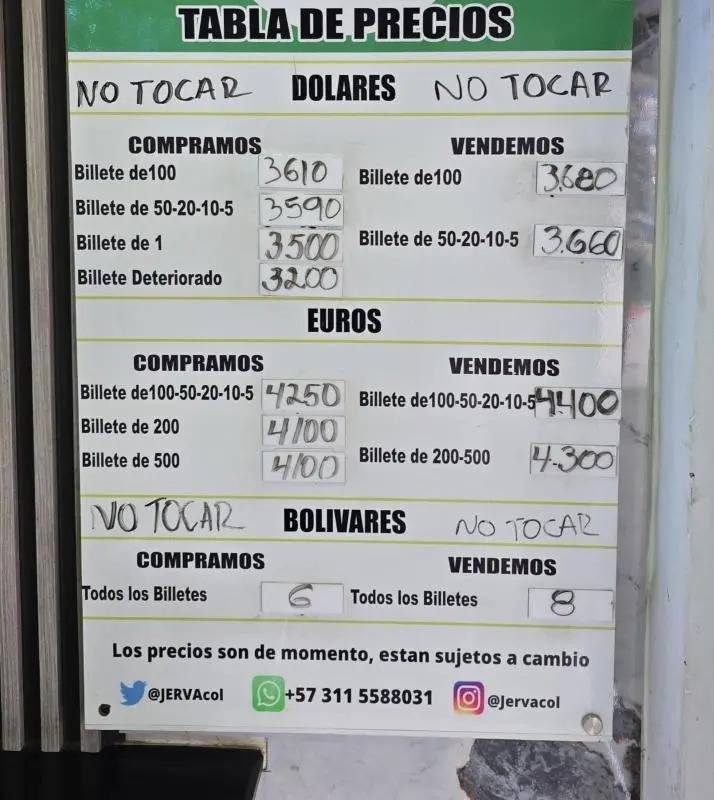 TABLA DE PRECIOS
NO TOCAR DOLARES NO TOCAR
COMPRAMOS VENDEMOS
Billete de100 3610 Billete de100 3.680
Billete de 50-20-10-5 3590
Billete de 1 3500 Billete de 50-20-10-5 3.660
Billete Deteriorado 3200
EUROS
COMPRAMOS VENDEMOS
Billete de100-50-20-10-5 4250 Billete de100-50-20-10-5 4.400
Billete de 200 4100
Billete de 500 4100 Billete de 200-500 4.300
NO TOCAR BOLIVARES NO TOCAR
COMPRAMOS VENDEMOS
Todos los Billetes 6 Todos los Billetes 8
Los precios son de momento, estan sujetos a cambio
@JERVAcol +57 311 5588031 @Jervacol